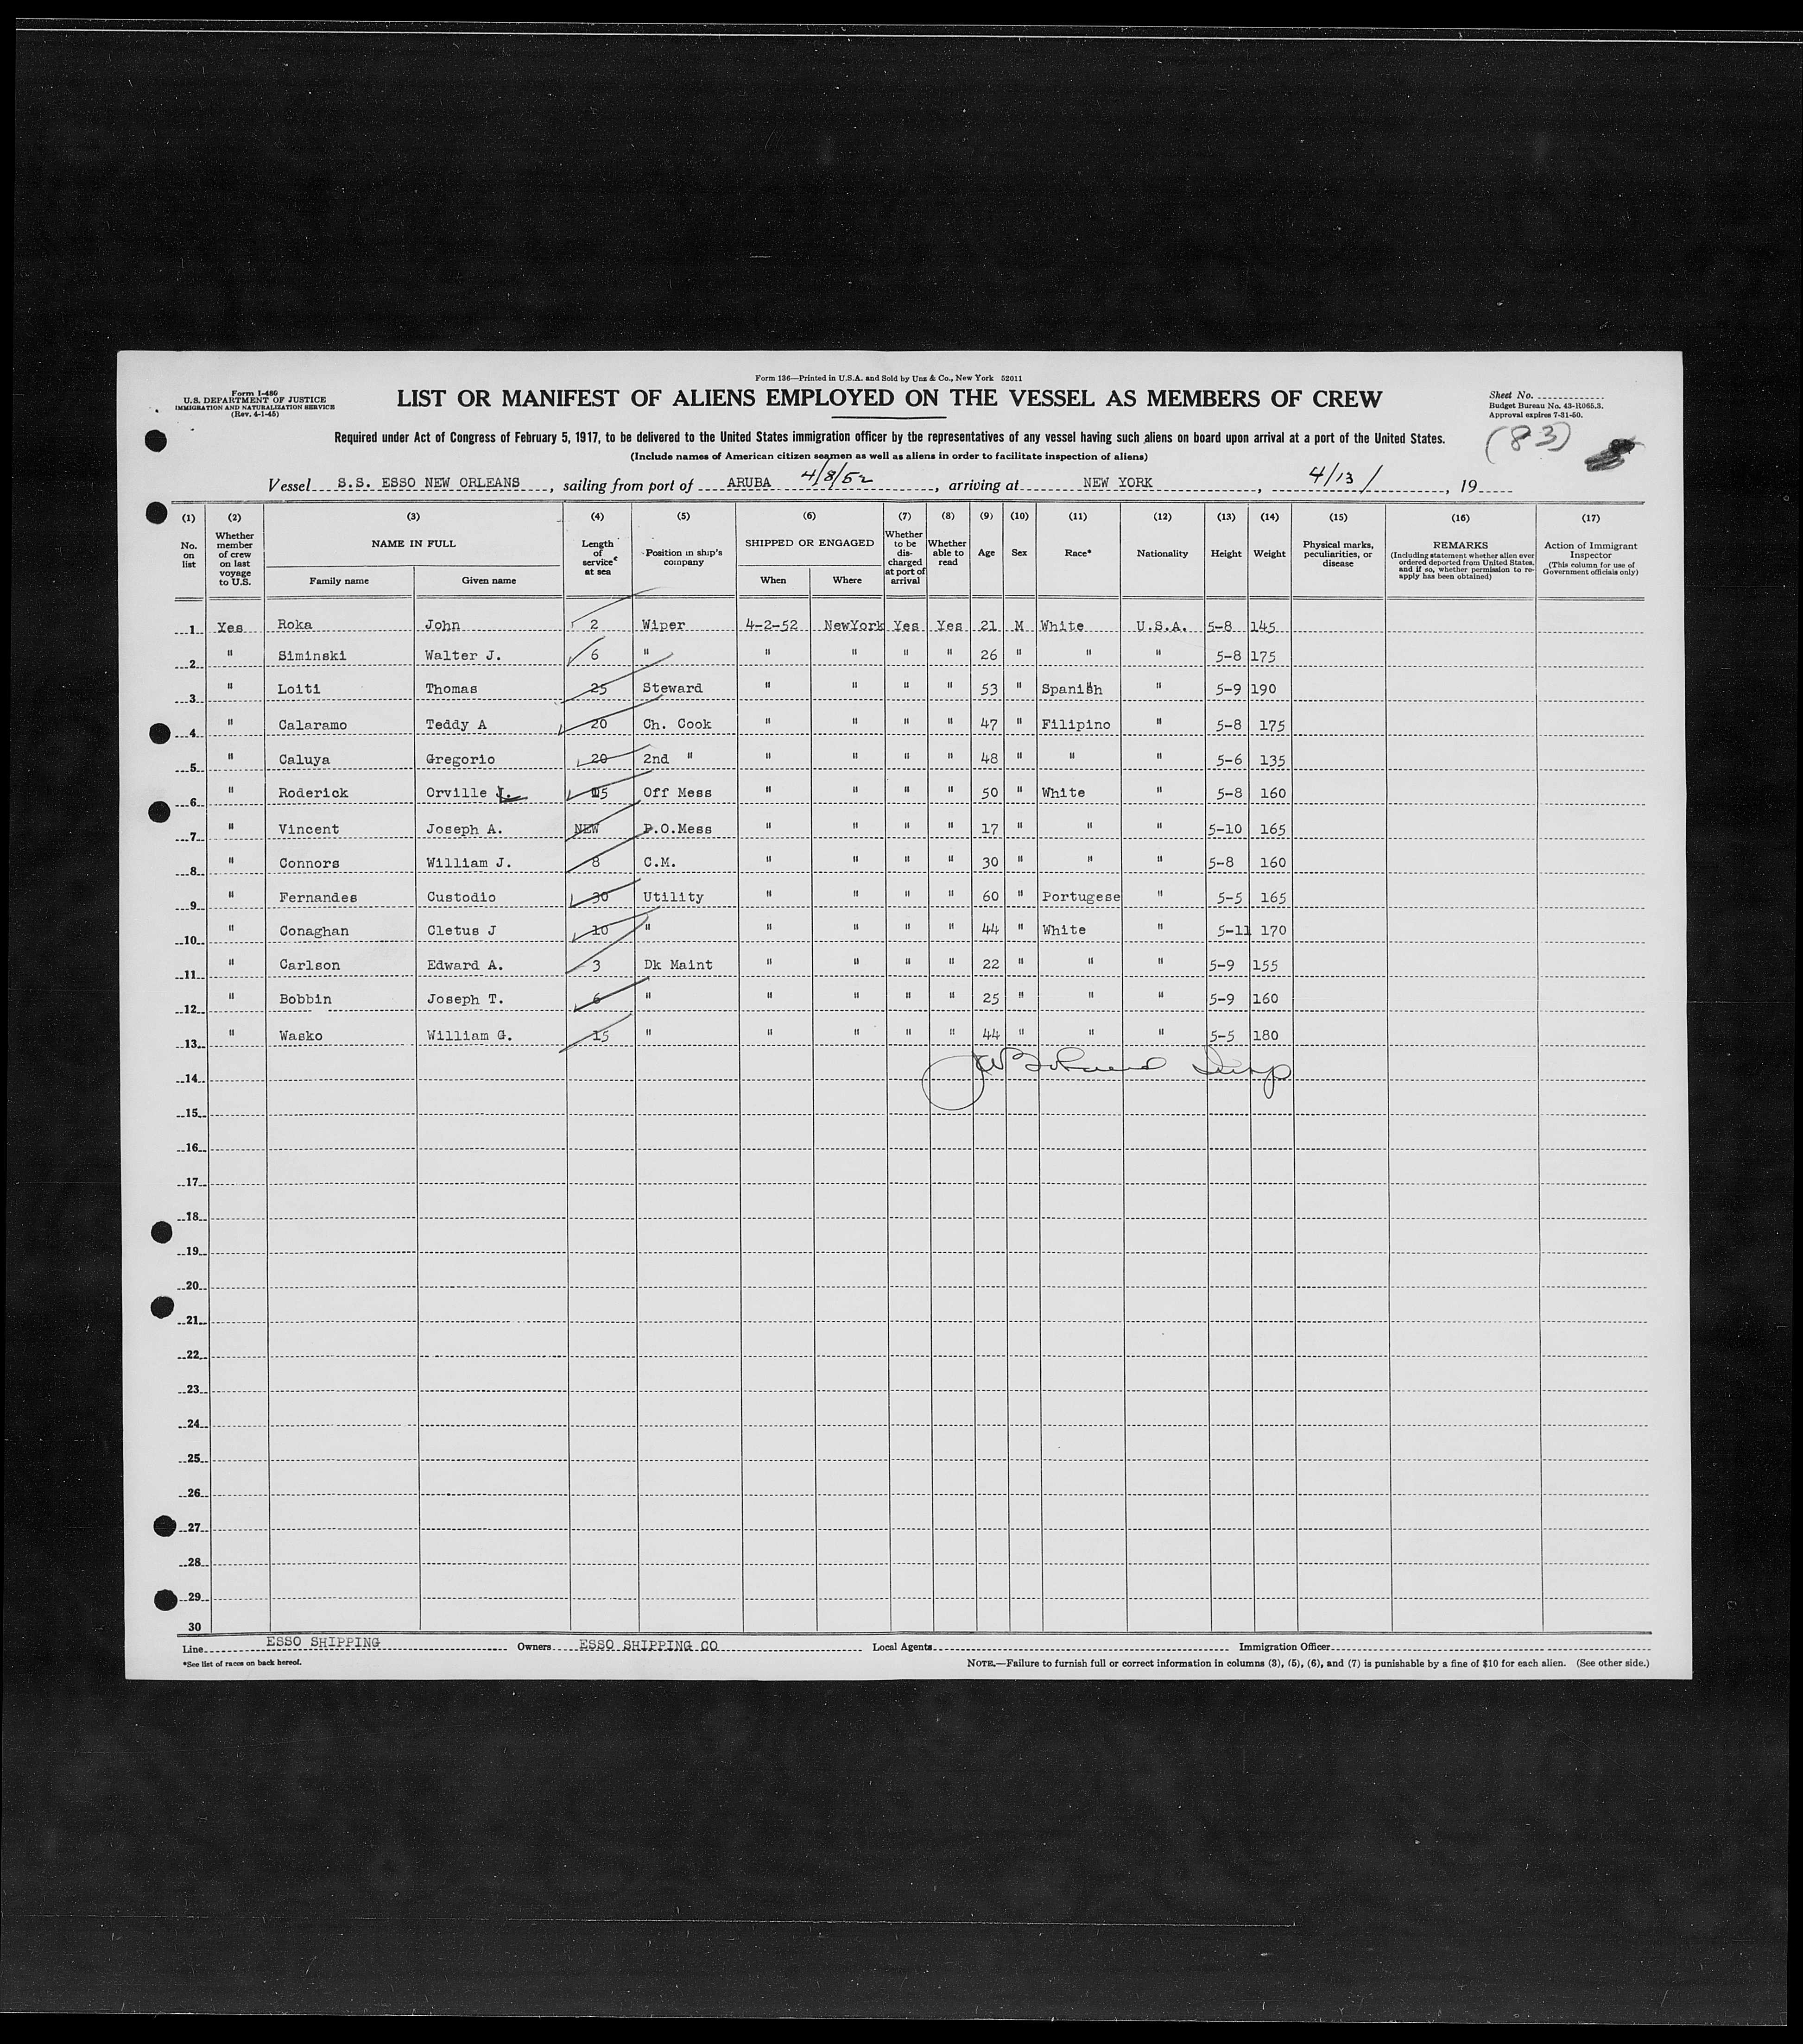 Form 136—Printed in U.S.A. and Sold by Unz & Co., New York 52011
Form I-480
U.S. DEPARTMENT OF JUSTICE
IMMIGRATION AND NATURALIZATION SERVICE
(Rev. 4-1-45)
LIST OR MANIFEST OF ALIENS EMPLOYED ON THE VESSEL AS MEMBERS OF CREW
Sheet No.
Budget Bureau No. 43-R065.3.
Approval expires 7-31-50.
Required under Act of Congress of February 5, 1917, to be delivered to the United States immigration officer by the representatives of any vessel having such aliens on board upon arrival at a port of the United States.
(83)
(Include names of American citizen seamen as well as aliens in order to facilitate inspection of aliens)
Vessel S.S. ESSO NEW ORLEANS, sailing from port of ARUBA 4/8/52, arriving at NEW YORK, 4/13/, 19
(1) (2) (3) (4) (5) (6) (7) (8) (9) (10) (11) (12) (13) (14) (15) (16) (17)
No. on list
Whether member of crew on last voyage to U.S.
NAME IN FULL
Family name
Given name
Length of service at sea
Position in ship's company
SHIPPED OR ENGAGED
When
Where
Whether to be discharged at port of arrival
Whether able to read
Age
Sex
Race*
Nationality
Height
Weight
Physical marks, peculiarities, or disease
REMARKS
(Including statement whether alien ever ordered deported from United States, and if so, whether permission to reapply has been obtained)
Action of Immigrant Inspector
(This column for use of Government officials only)
1 Yes Roka John 2 Wiper 4-2-52 NewYork Yes Yes 21 M White U.S.A. 5-8 145
2 " Siminski Walter J. 6 " " " " " 26 " " " 5-8 175
3 " Loiti Thomas 25 Steward " " " " 53 " Spanish " 5-9 190
4 " Calaramo Teddy A 20 Ch. Cook " " " " 47 " Filipino " 5-8 175
5 " Caluya Gregorio 20 2nd " " " " " 48 " " " 5-6 135
6 " Roderick Orville 15 Off Mess " " " " 50 " White " 5-8 160
7 " Vincent Joseph A. NEW P.O.Mess " " " " 17 " " " 5-10 165
8 " Connors William J. 8 C.M. " " " " 30 " " " 5-8 160
9 " Fernandes Custodio 30 Utility " " " " 60 " Portugese " 5-5 165
10 " Conaghan Cletus J 10 " " " " " 44 " White " 5-11 170
11 " Carlson Edward A. 3 Dk Maint " " " " 22 " " " 5-9 155
12 " Bobbin Joseph T. 6 " " " " " 25 " " " 5-9 160
13 " Wasko William G. 15 " " " " " 44 " " " 5-5 180
14
15
16
17
18
19
20
21
22
23
24
25
26
27
28
29
30
Line ESSO SHIPPING Owners ESSO SHIPPING CO Local Agents Immigration Officer
*See list of races on back hereof.
NOTE.—Failure to furnish full or correct information in columns (3), (5), (6), and (7) is punishable by a fine of $10 for each alien. (See other side.)